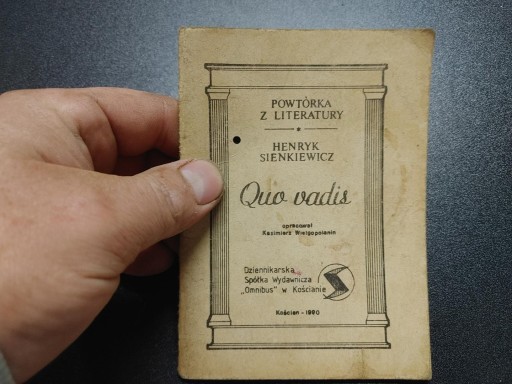 POWTÓRKA
Z LITERATURY
HENRYK
SIENKIEWICZ
Quo vadis
opracował
Kazimierz Wielgopolanin
Dziennikarska
Spółka Wydawnicza
„Omnibus" w Kościanie
Kościan - 1990